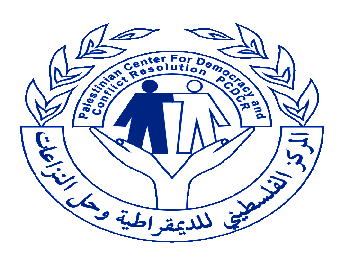 Palestinian Center For Democracy and
Conflict Resolution PCDCR
المركز الفلسطيني للديمقراطية وحل النزاعات